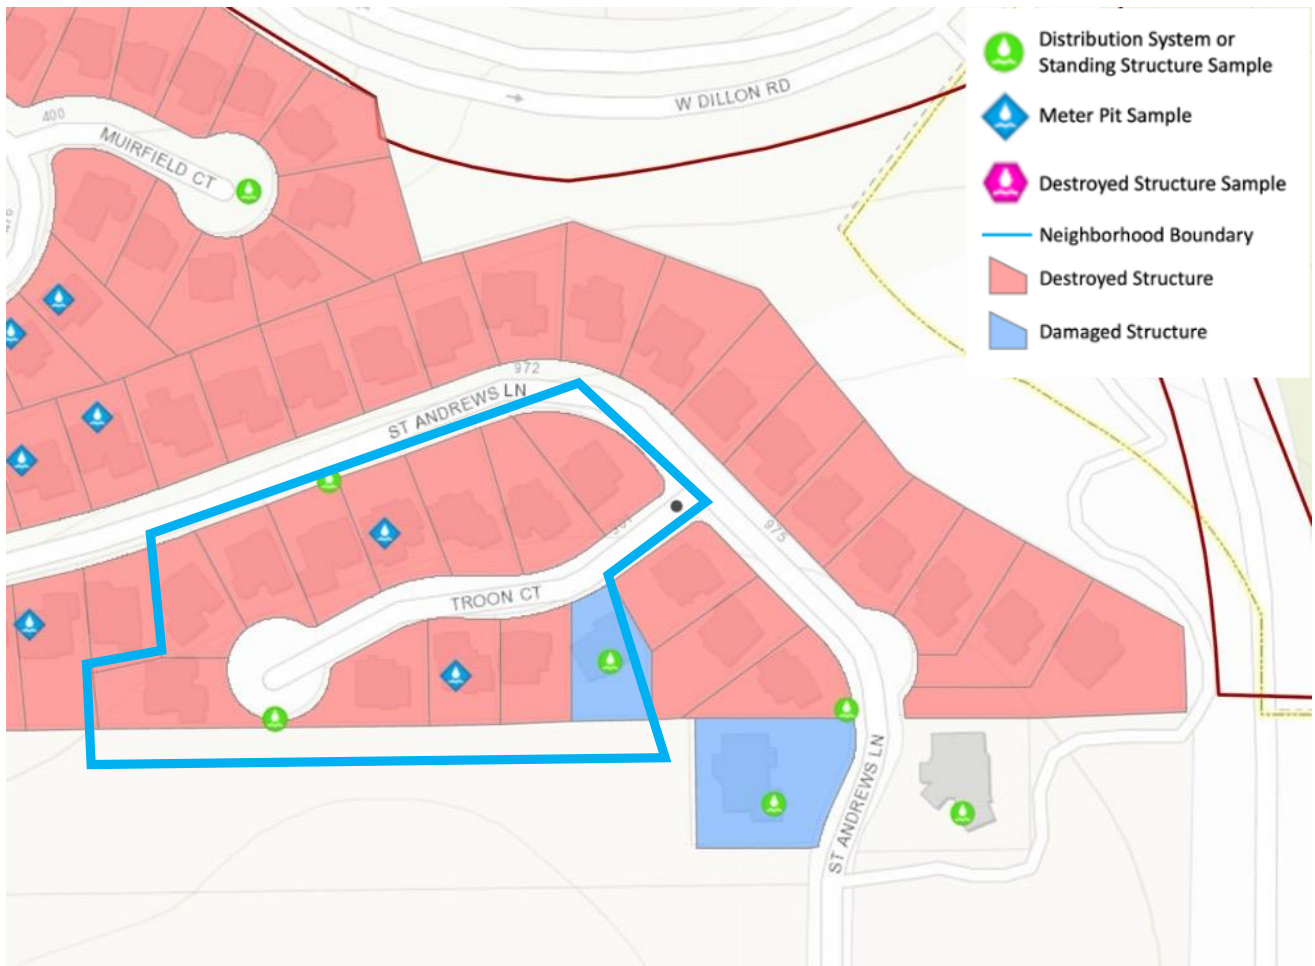 Distribution System or
Standing Structure Sample
Meter Pit Sample
Destroyed Structure Sample
Neighborhood Boundary
Destroyed Structure
Damaged Structure
W DILLON RD
400
MUIRFIELD CT
972
ST ANDREWS LN
975
TROON CT
ST ANDREWS LN